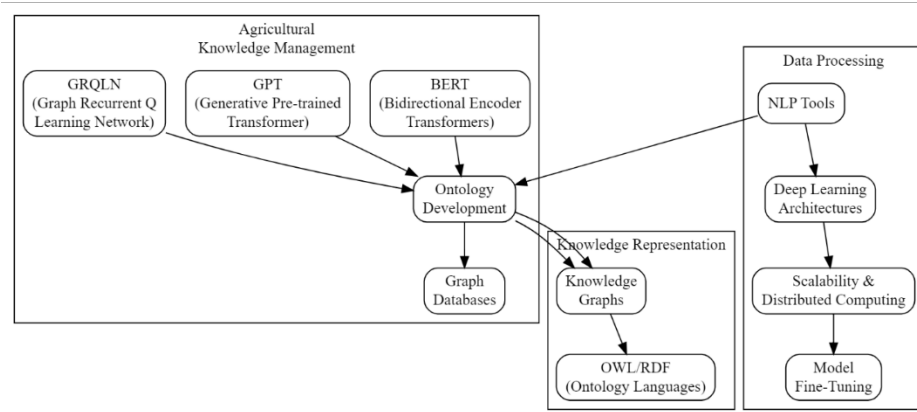 Agricultural
Knowledge Management
GRQLN
(Graph Recurrent Q
Learning Network)
GPT
(Generative Pre-trained
Transformer)
BERT
(Bidirectional Encoder
Transformers)
Ontology
Development
Graph
Databases
Knowledge Representation
Knowledge
Graphs
OWL/RDF
(Ontology Languages)
Data Processing
NLP Tools
Deep Learning
Architectures
Scalability &
Distributed Computing
Model
Fine-Tuning